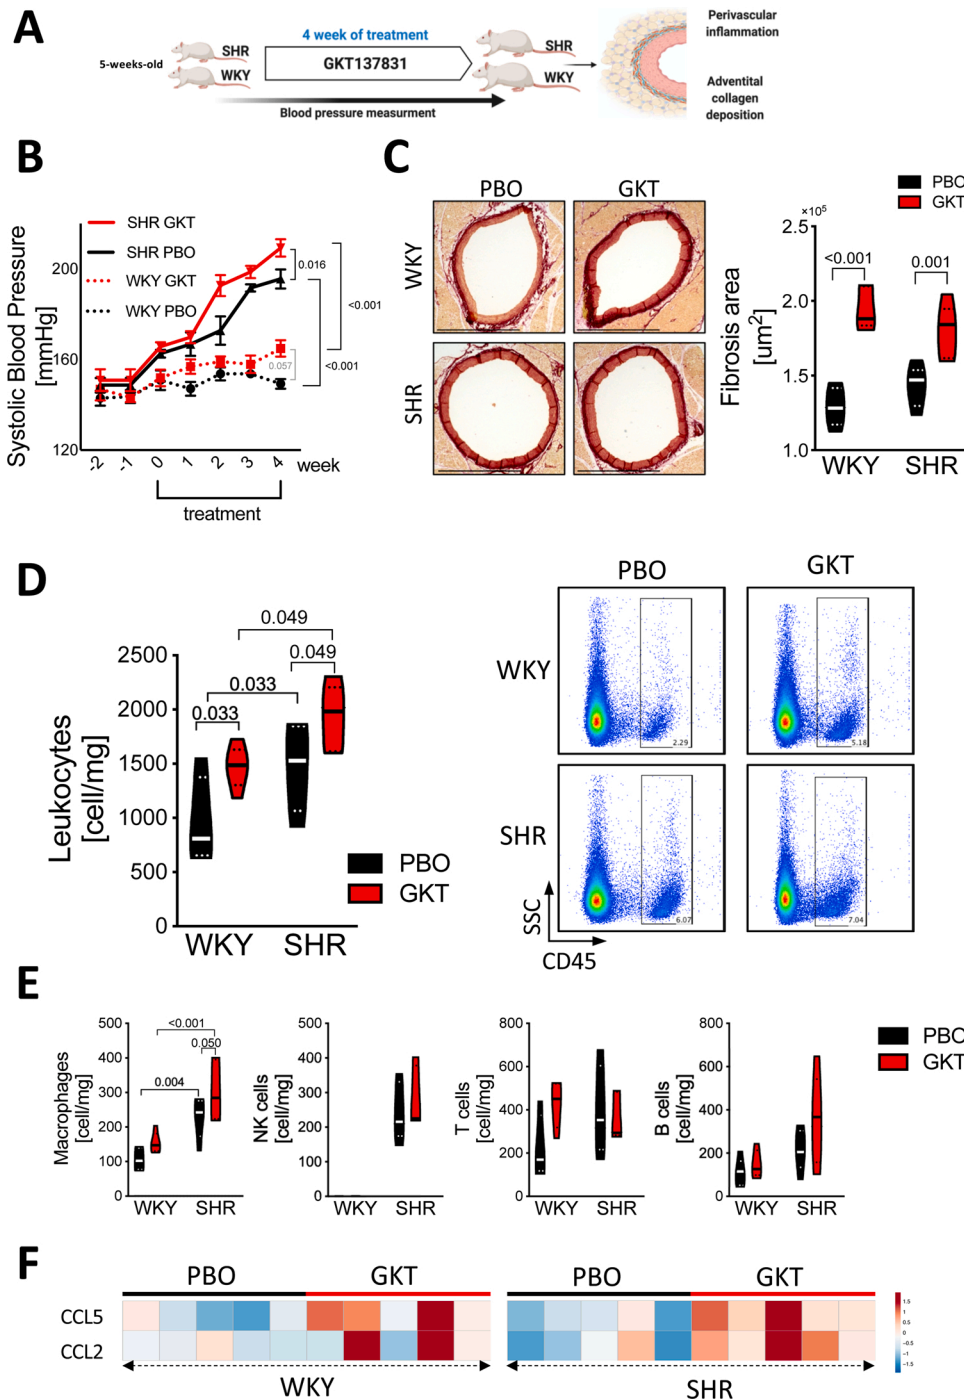 A
5-weeks-old
SHR
WKY
4 week of treatment
GKT137831
Blood pressure measurment
SHR
WKY
Perivascular
inflammation
Adventital
collagen
deposition
B
Systolic Blood Pressure
[mmHg]
SHR GKT
SHR PBO
WKY GKT
WKY PBO
200
160
120
0.016
<0.001
0.057
<0.001
-2 -1 0 1 2 3 4 week
treatment
C
PBO GKT
WKY
SHR
PBO
GKT
×10⁵
Fibrosis area
[um²]
2.5
2.0
1.5
1.0
<0.001
0.001
WKY SHR
D
Leukocytes
[cell/mg]
2500
2000
1500
1000
500
0
0.049
0.049
0.033
0.033
WKY SHR
PBO
GKT
PBO GKT
WKY
SHR
2.29
5.18
6.07
7.04
SSC
CD45
E
Macrophages
[cell/mg]
500
400
300
200
100
0
<0.001
0.050
0.004
WKY SHR
NK cells
[cell/mg]
500
400
300
200
100
0
WKY SHR
T cells
[cell/mg]
800
600
400
200
0
WKY SHR
B cells
[cell/mg]
800
600
400
200
0
WKY SHR
PBO
GKT
F
PBO GKT PBO GKT
CCL5
CCL2
WKY SHR
1.5
1
0.5
0
−0.5
−1
−1.5